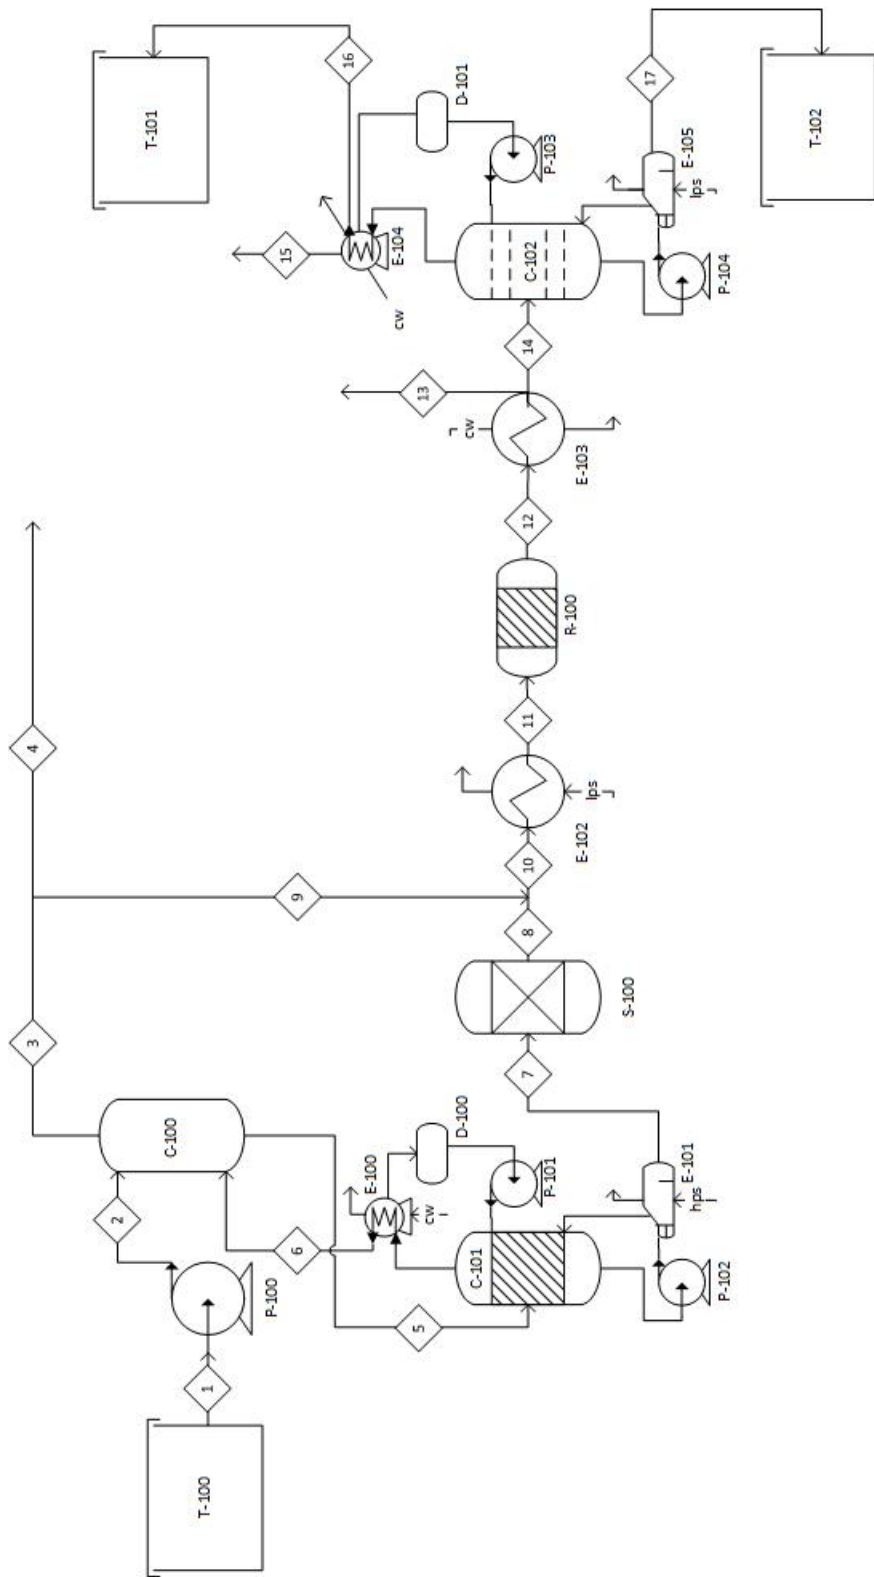 T-100
1
P-100
2
C-100
3
4
5
6
E-100
cw
D-100
P-101
C-101
P-102
E-101
hps
7
S-100
8
9
10
E-102
lps
11
R-100
12
E-103
cw
13
14
C-102
E-104
cw
15
16
D-101
P-103
P-104
E-105
lps
17
T-101
T-102